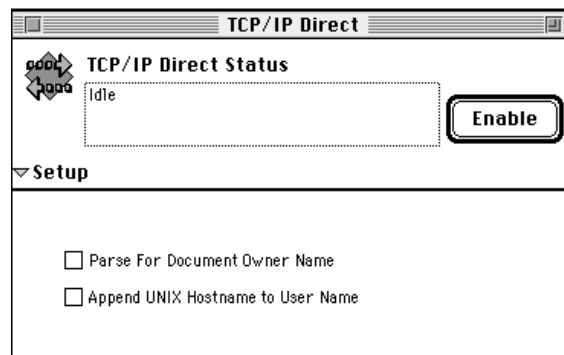 TCP/IP Direct
TCP/IP Direct Status
Idle
Enable
Setup
Parse For Document Owner Name
Append UNIX Hostname to User Name